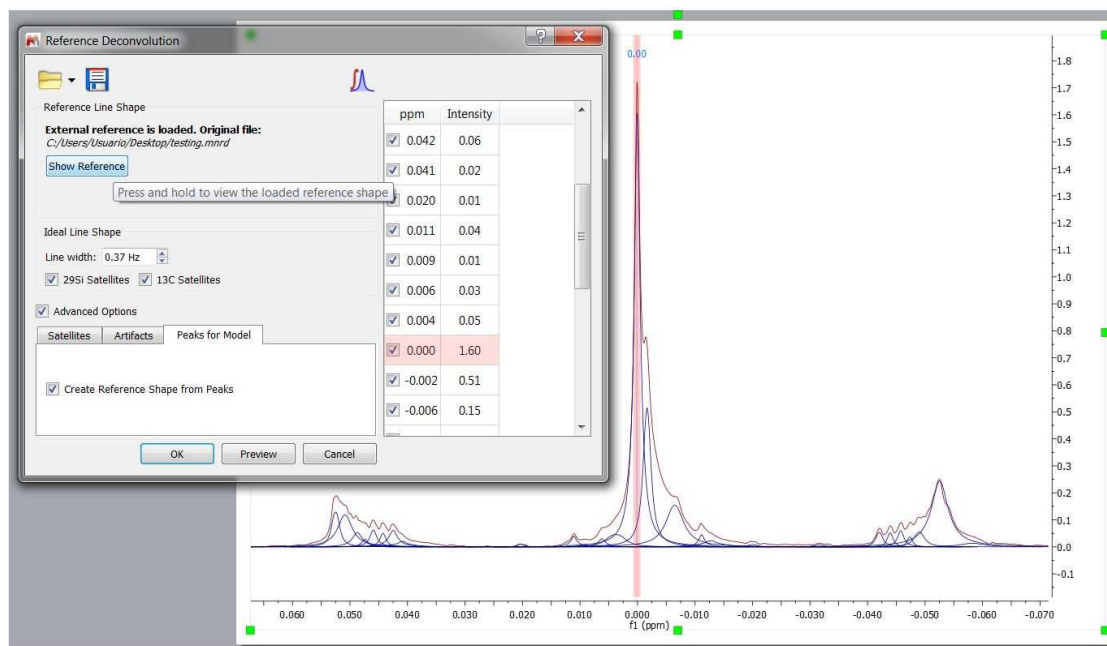 Reference Deconvolution
Reference Line Shape
External reference is loaded. Original file:
C:/Users/Usuario/Desktop/testing.mnrd
Show Reference
Press and hold to view the loaded reference shape
Ideal Line Shape
Line width: 0.37 Hz
29Si Satellites 13C Satellites
Advanced Options
Satellites Artifacts Peaks for Model
Create Reference Shape from Peaks
OK Preview Cancel
ppm Intensity
0.042 0.06
0.041 0.02
0.020 0.01
0.011 0.04
0.009 0.01
0.006 0.03
0.004 0.05
0.000 1.60
-0.002 0.51
-0.006 0.15
0.00
1.8
1.7
1.6
1.5
1.4
1.3
1.2
1.1
1.0
0.9
0.8
0.7
0.6
0.5
0.4
0.3
0.2
0.1
0.0
-0.1
0.060 0.050 0.040 0.030 0.020 0.010 0.000 -0.010 -0.020 -0.030 -0.040 -0.050 -0.060 -0.070
f1 (ppm)